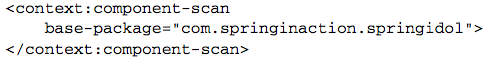 <context:component-scan
    base-package="com.springinaction.springidol">
</context:component-scan>